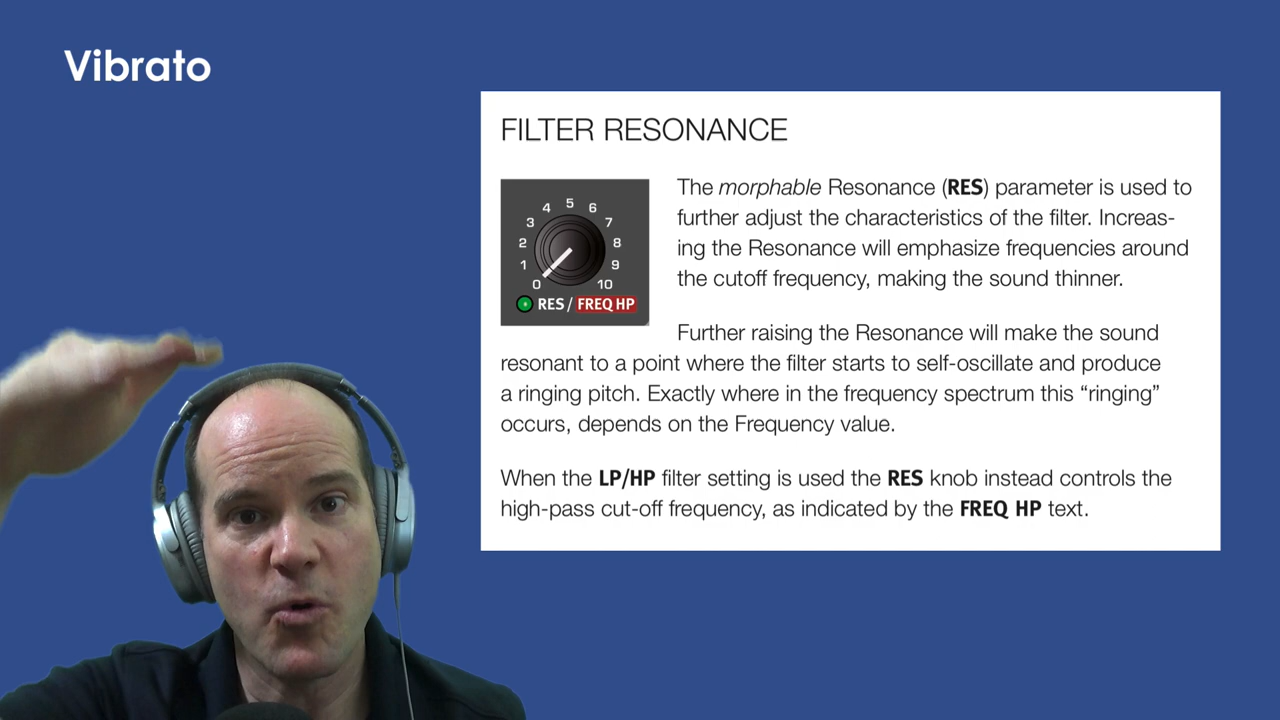 Vibrato
FILTER RESONANCE
The morphable Resonance (RES) parameter is used to
further adjust the characteristics of the filter. Increas-
ing the Resonance will emphasize frequencies around
the cutoff frequency, making the sound thinner.
0 1 2 3 4 5 6 7 8 9 10
RES / FREQ HP
Further raising the Resonance will make the sound
resonant to a point where the filter starts to self-oscillate and produce
a ringing pitch. Exactly where in the frequency spectrum this “ringing”
occurs, depends on the Frequency value.
When the LP/HP filter setting is used the RES knob instead controls the
high-pass cut-off frequency, as indicated by the FREQ HP text.